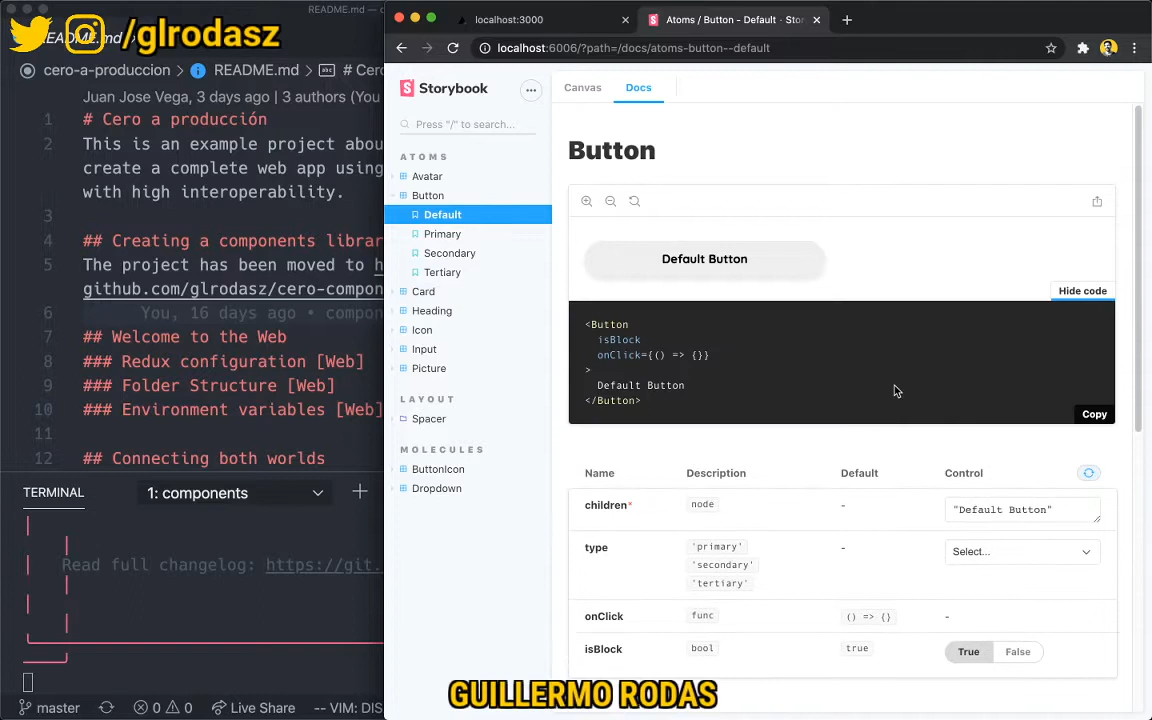 /glrodasz
README.md
README.md
cero-a-produccion > README.md > abc # Cero
Juan Jose Vega, 3 days ago | 3 authors (You
1 # Cero a producción
2 This is an example project abou
create a complete web app using
with high interoperability.
3
4 ## Creating a components librar
5 The project has been moved to h
github.com/glrodasz/cero-compon
6 You, 16 days ago • compon
7 ## Welcome to the Web
8 ### Redux configuration [Web]
9 ### Folder Structure [Web]
10 ### Environment variables [Web]
11
12 ## Connecting both worlds
TERMINAL
1: components
Read full changelog: https://git.
master
0 0
Live Share
-- VIM: DIS
localhost:3000
Atoms / Button - Default · Stor
localhost:6006/?path=/docs/atoms-button--default
Storybook
Press "/" to search...
ATOMS
Avatar
Button
Default
Primary
Secondary
Tertiary
Card
Heading
Icon
Input
Picture
LAYOUT
Spacer
MOLECULES
ButtonIcon
Dropdown
Canvas
Docs
Button
Default Button
Hide code
<Button
isBlock
onClick={() => {}}
>
Default Button
</Button>
Copy
Name Description Default Control
children* node - "Default Button"
type 'primary' - Select...
'secondary'
'tertiary'
onClick func () => {} -
isBlock bool true True False
GUILLERMO RODAS